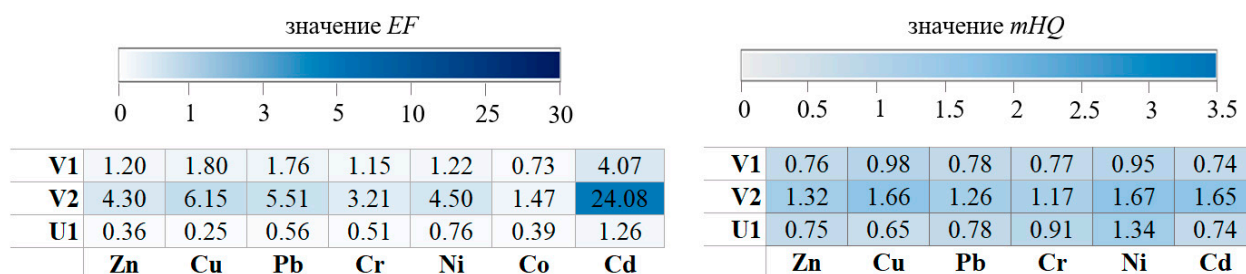 значение EF
0 1 3 5 10 25 30
V1 1.20 1.80 1.76 1.15 1.22 0.73 4.07
V2 4.30 6.15 5.51 3.21 4.50 1.47 24.08
U1 0.36 0.25 0.56 0.51 0.76 0.39 1.26
Zn Cu Pb Cr Ni Co Cd
значение mHQ
0 0.5 1 1.5 2 2.5 3 3.5
V1 0.76 0.98 0.78 0.77 0.95 0.74
V2 1.32 1.66 1.26 1.17 1.67 1.65
U1 0.75 0.65 0.78 0.91 1.34 0.74
Zn Cu Pb Cr Ni Cd